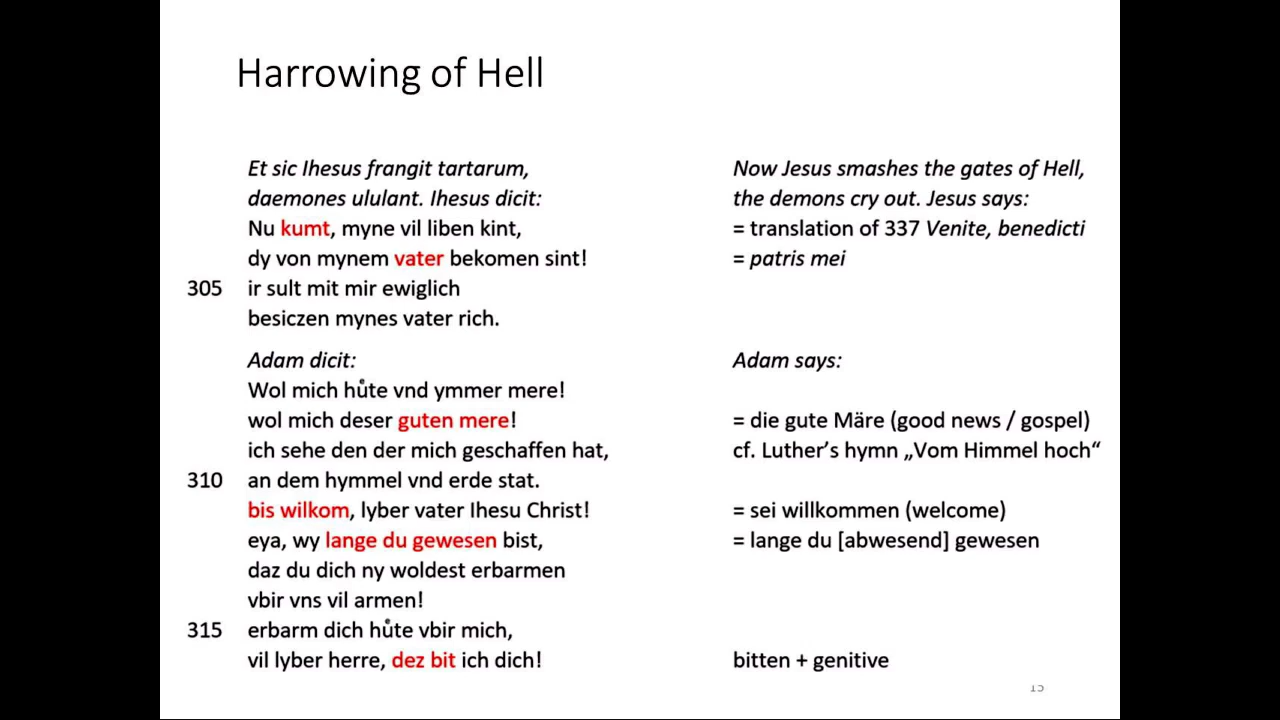 Harrowing of Hell
Et sic Ihesus frangit tartarum, Now Jesus smashes the gates of Hell,
daemones ululant. Ihesus dicit: the demons cry out. Jesus says:
Nu kumt, myne vil liben kint, = translation of 337 Venite, benedicti
dy von mynem vater bekomen sint! = patris mei
305 ir sult mit mir ewiglich
besiczen mynes vater rich.
Adam dicit: Adam says:
Wol mich hůte vnd ymmer mere!
wol mich deser guten mere! = die gute Märe (good news / gospel)
ich sehe den der mich geschaffen hat, cf. Luther’s hymn „Vom Himmel hoch“
310 an dem hymmel vnd erde stat.
bis wilkom, lyber vater Ihesu Christ! = sei willkommen (welcome)
eya, wy lange du gewesen bist, = lange du [abwesend] gewesen
daz du dich ny woldest erbarmen
vbir vns vil armen!
315 erbarm dich hůte vbir mich,
vil lyber herre, dez bit ich dich! bitten + genitive